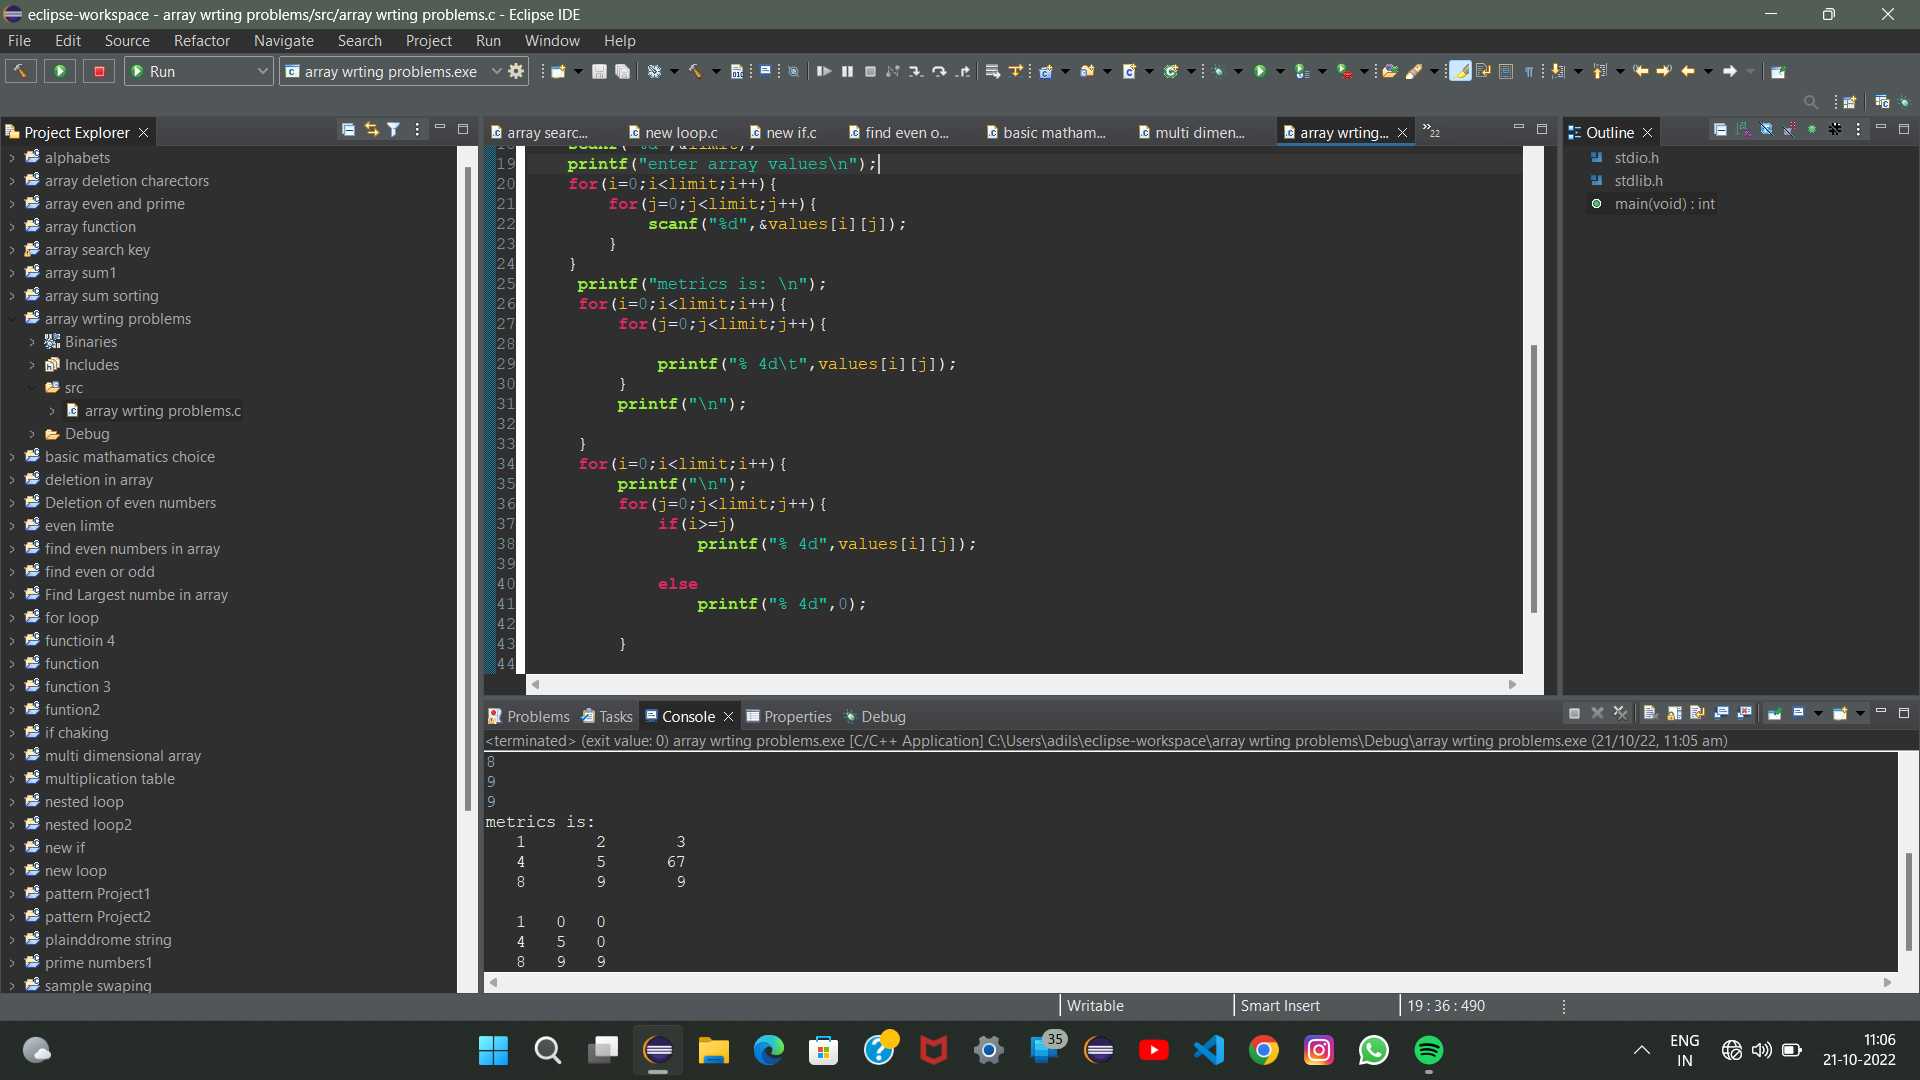 eclipse-workspace - array wrting problems/src/array wrting problems.c - Eclipse IDE
File Edit Source Refactor Navigate Search Project Run Window Help
Run array wrting problems.exe
Project Explorer
alphabets
array deletion charectors
array even and prime
array function
array search key
array sum1
array sum sorting
array wrting problems
Binaries
Includes
src
array wrting problems.c
Debug
basic mathamatics choice
deletion in array
Deletion of even numbers
even limte
find even numbers in array
find even or odd
Find Largest numbe in array
for loop
functioin 4
function
function 3
funtion2
if chaking
multi dimensional array
multiplication table
nested loop
nested loop2
new if
new loop
pattern Project1
pattern Project2
plainddrome string
prime numbers1
sample swaping
array searc... new loop.c new if.c find even o... basic matham... multi dimen... array wrting... »22
18 scanf("%d",&limit);
19 printf("enter array values\n");
20 for(i=0;i<limit;i++){
21 for(j=0;j<limit;j++){
22 scanf("%d",&values[i][j]);
23 }
24 }
25 printf("metrics is: \n");
26 for(i=0;i<limit;i++){
27 for(j=0;j<limit;j++){
28
29 printf("% 4d\t",values[i][j]);
30 }
31 printf("\n");
32
33 }
34 for(i=0;i<limit;i++){
35 printf("\n");
36 for(j=0;j<limit;j++){
37 if(i>=j)
38 printf("% 4d",values[i][j]);
39
40 else
41 printf("% 4d",0);
42
43 }
44
Outline
stdio.h
stdlib.h
main(void) : int
Problems Tasks Console Properties Debug
<terminated> (exit value: 0) array wrting problems.exe [C/C++ Application] C:\Users\adils\eclipse-workspace\array wrting problems\Debug\array wrting problems.exe (21/10/22, 11:05 am)
8
9
9
metrics is:
1 2 3
4 5 67
8 9 9
1 0 0
4 5 0
8 9 9
Writable Smart Insert 19 : 36 : 490
35
ENG
IN
11:06
21-10-2022